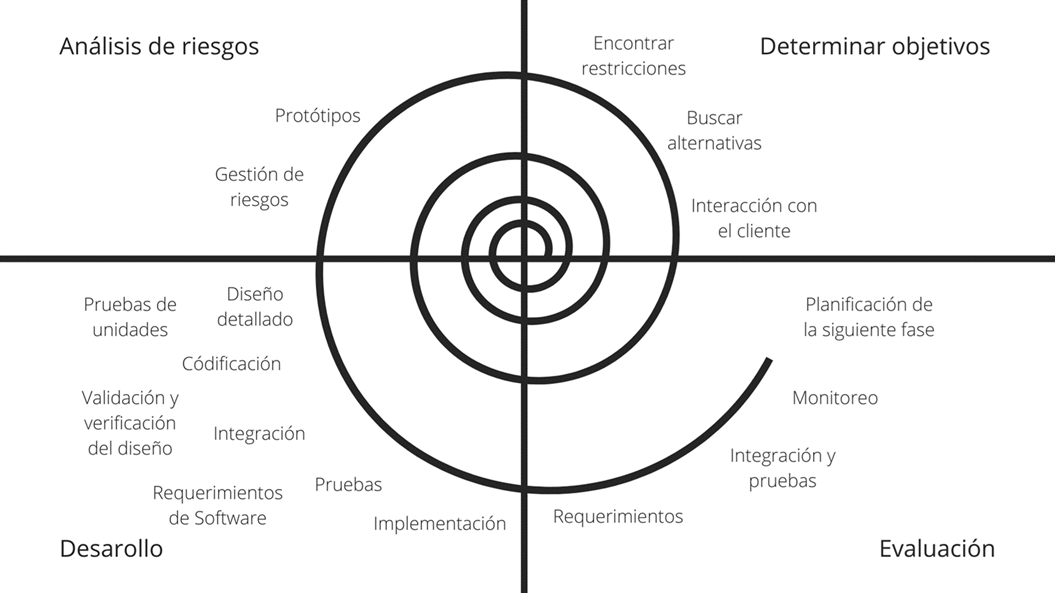 Análisis de riesgos
Protótipos
Gestión de
riesgos
Determinar objetivos
Encontrar
restricciones
Buscar
alternativas
Interacción con
el cliente
Pruebas de
unidades
Diseño
detallado
Códificación
Validación y
verificación
del diseño
Integración
Pruebas
Requerimientos
de Software
Implementación
Desarollo
Planificación de
la siguiente fase
Monitoreo
Integración y
pruebas
Requerimientos
Evaluación